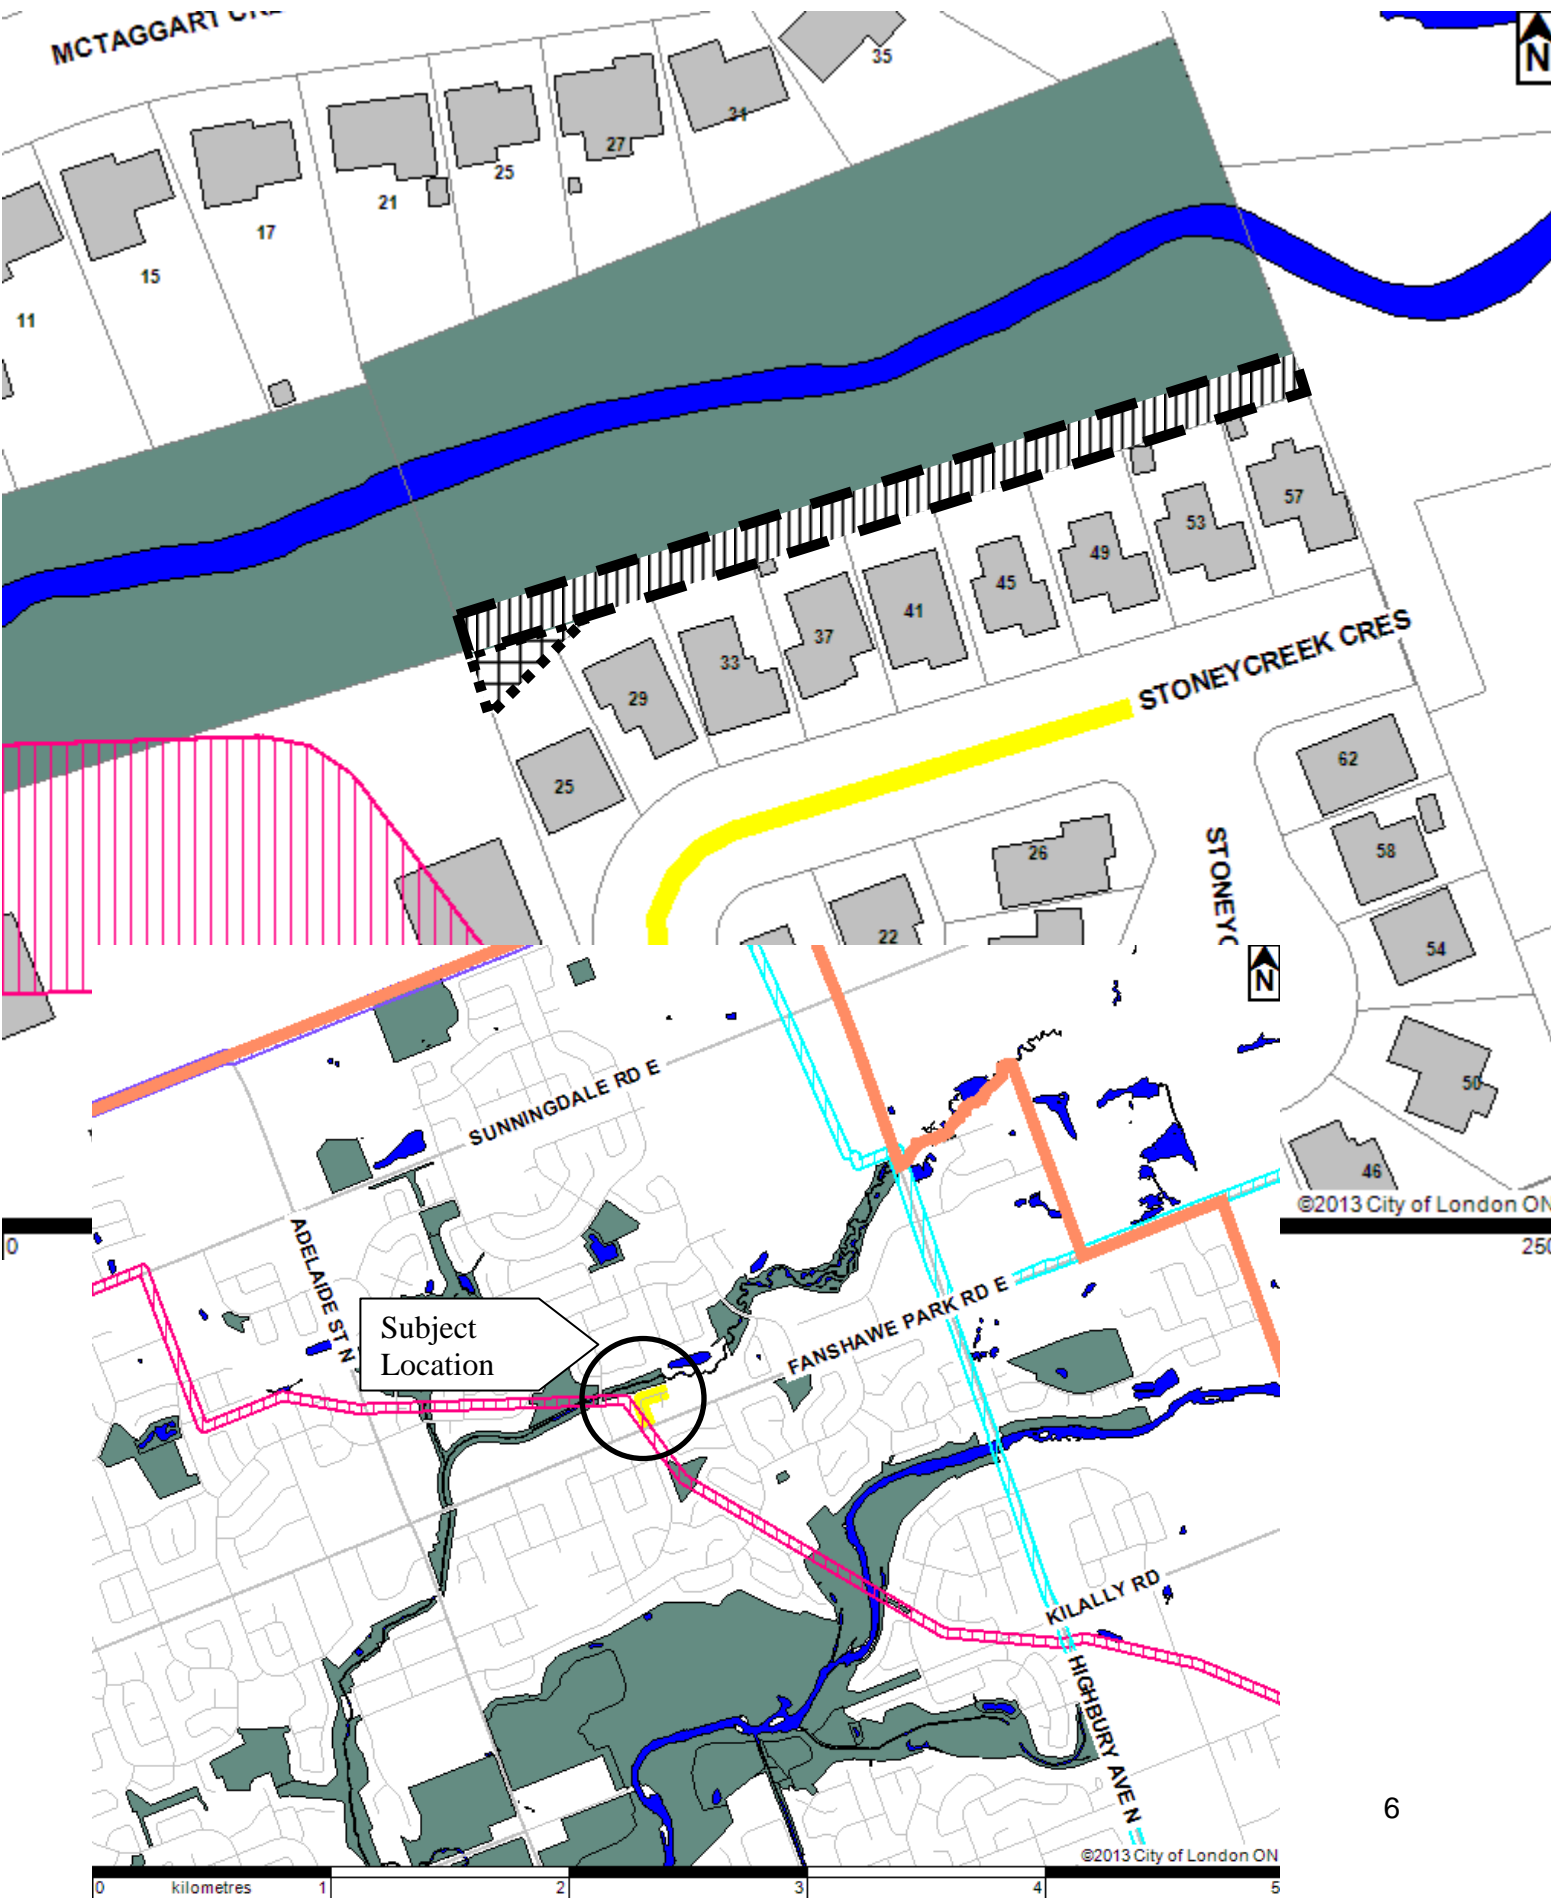 MCTAGGART
N
35
31
27
25
21
17
15
11
57
53
49
45
41
37
33
29
25
STONEYCREEK CRES
62
58
54
50
46
26
22
STONEYC
©2013 City of London ON
0
250
N
SUNNINGDALE RD E
ADELAIDE ST N
Subject
Location
FANSHAWE PARK RD E
KILALLY RD
HIGHBURY AVE N
©2013 City of London ON
0 kilometres 1 2 3 4 5
6